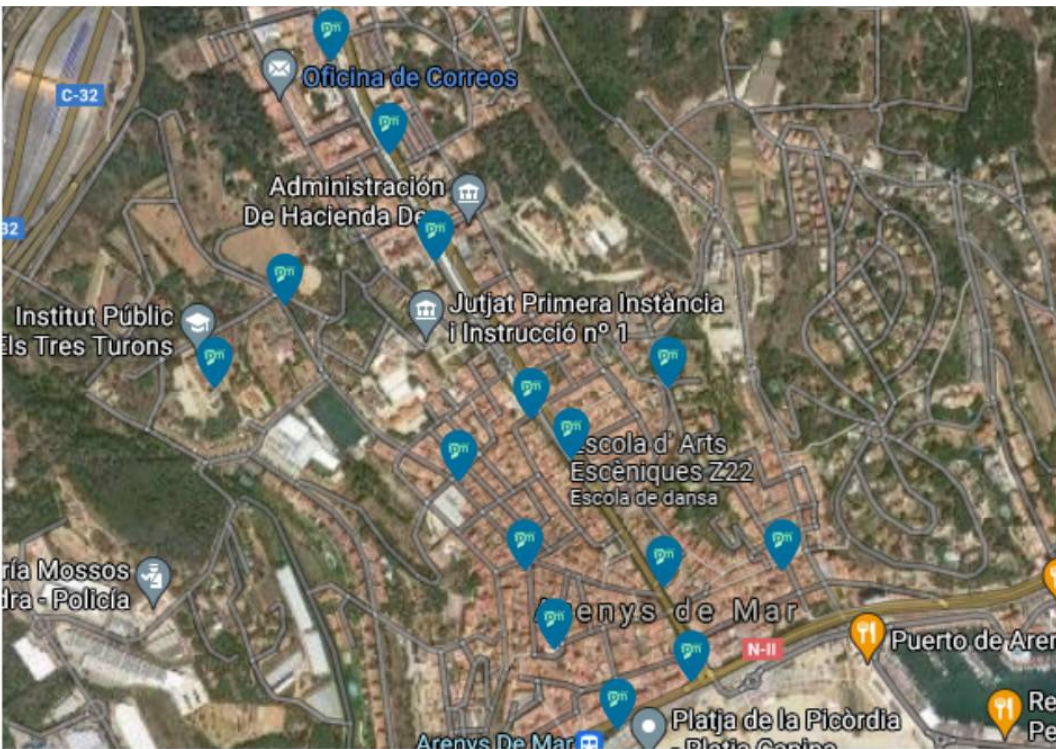 Oficina de Correos
C-32
Administración
De Hacienda De
32
Jutjat Primera Instància
i Instrucció nº 1
Institut Públic
Els Tres Turons
Escola d' Arts
Escèniques Z22
Escola de dansa
ría Mossos
dra - Policía
Arenys de Mar
N-II
Puerto de Aren
Re
Pe
Platja de la Picòrdia
- Platja Canina
Arenys De Mar